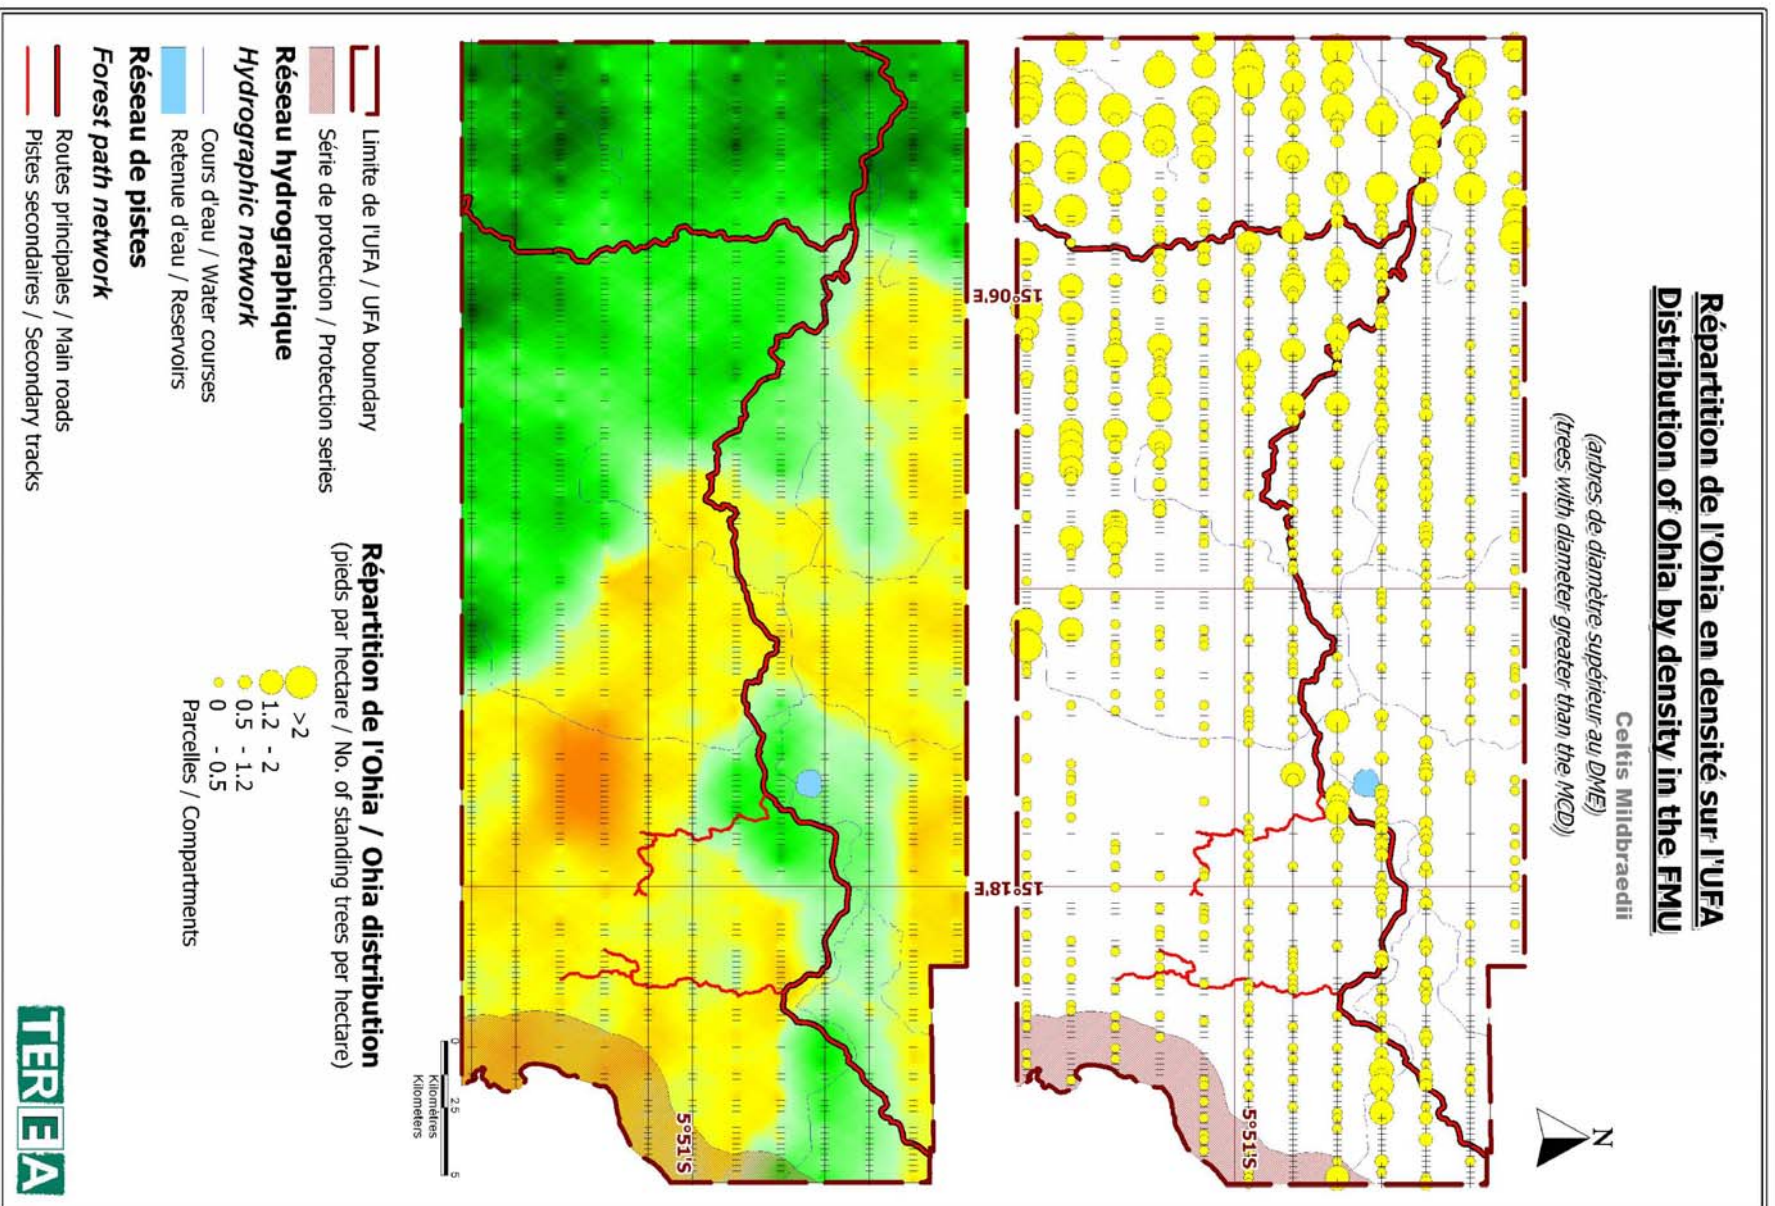 Répartition de l'Ohia en densité sur l'UFA
Distribution of Ohia by density in the FMU
Celtis Mildbraedii
(arbres de diamètre supérieur au DME)
(trees with diameter greater than the MCD))
N
15°06'E
15°18'E
5°51'S
5°51'S
0
2.5
5
Kilomètres
Kilometers
Limite de l'UFA / UFA boundary
Série de protection / Protection series
Réseau hydrographique
Hydrographic network
Cours d'eau / Water courses
Retenue d'eau / Reservoirs
Réseau de pistes
Forest path network
Routes principales / Main roads
Pistes secondaires / Secondary tracks
Répartition de l'Ohia / Ohia distribution
(pieds par hectare / No. of standing trees per hectare)
>2
1.2 - 2
0.5 - 1.2
0 - 0.5
Parcelles / Compartments
TEREA